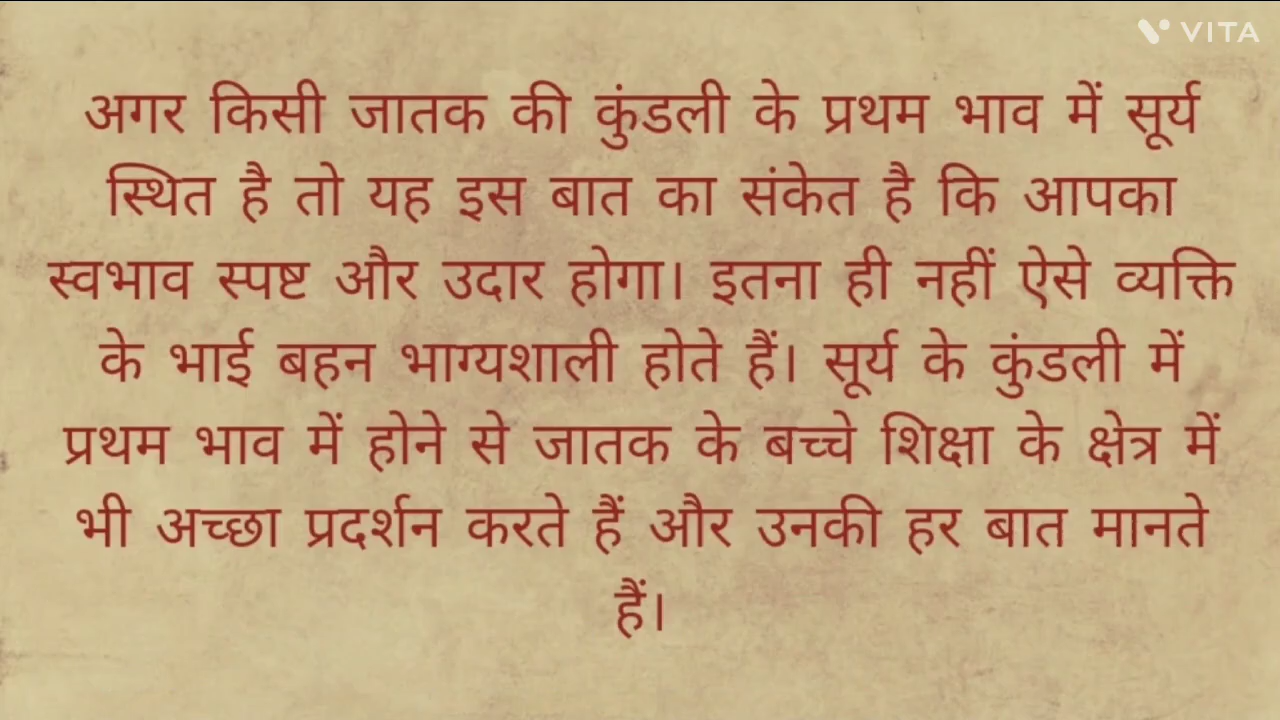 VITA
अगर किसी जातक की कुंडली के प्रथम भाव में सूर्य
स्थित है तो यह इस बात का संकेत है कि आपका
स्वभाव स्पष्ट और उदार होगा। इतना ही नहीं ऐसे व्यक्ति
के भाई बहन भाग्यशाली होते हैं। सूर्य के कुंडली में
प्रथम भाव में होने से जातक के बच्चे शिक्षा के क्षेत्र में
भी अच्छा प्रदर्शन करते हैं और उनकी हर बात मानते
हैं।